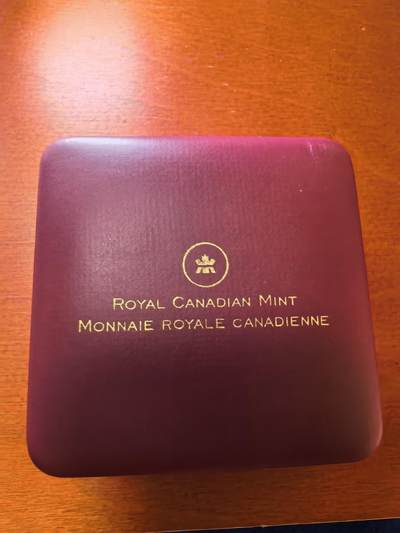 ROYAL CANADIAN MINT
MONNAIE ROYALE CANADIENNE